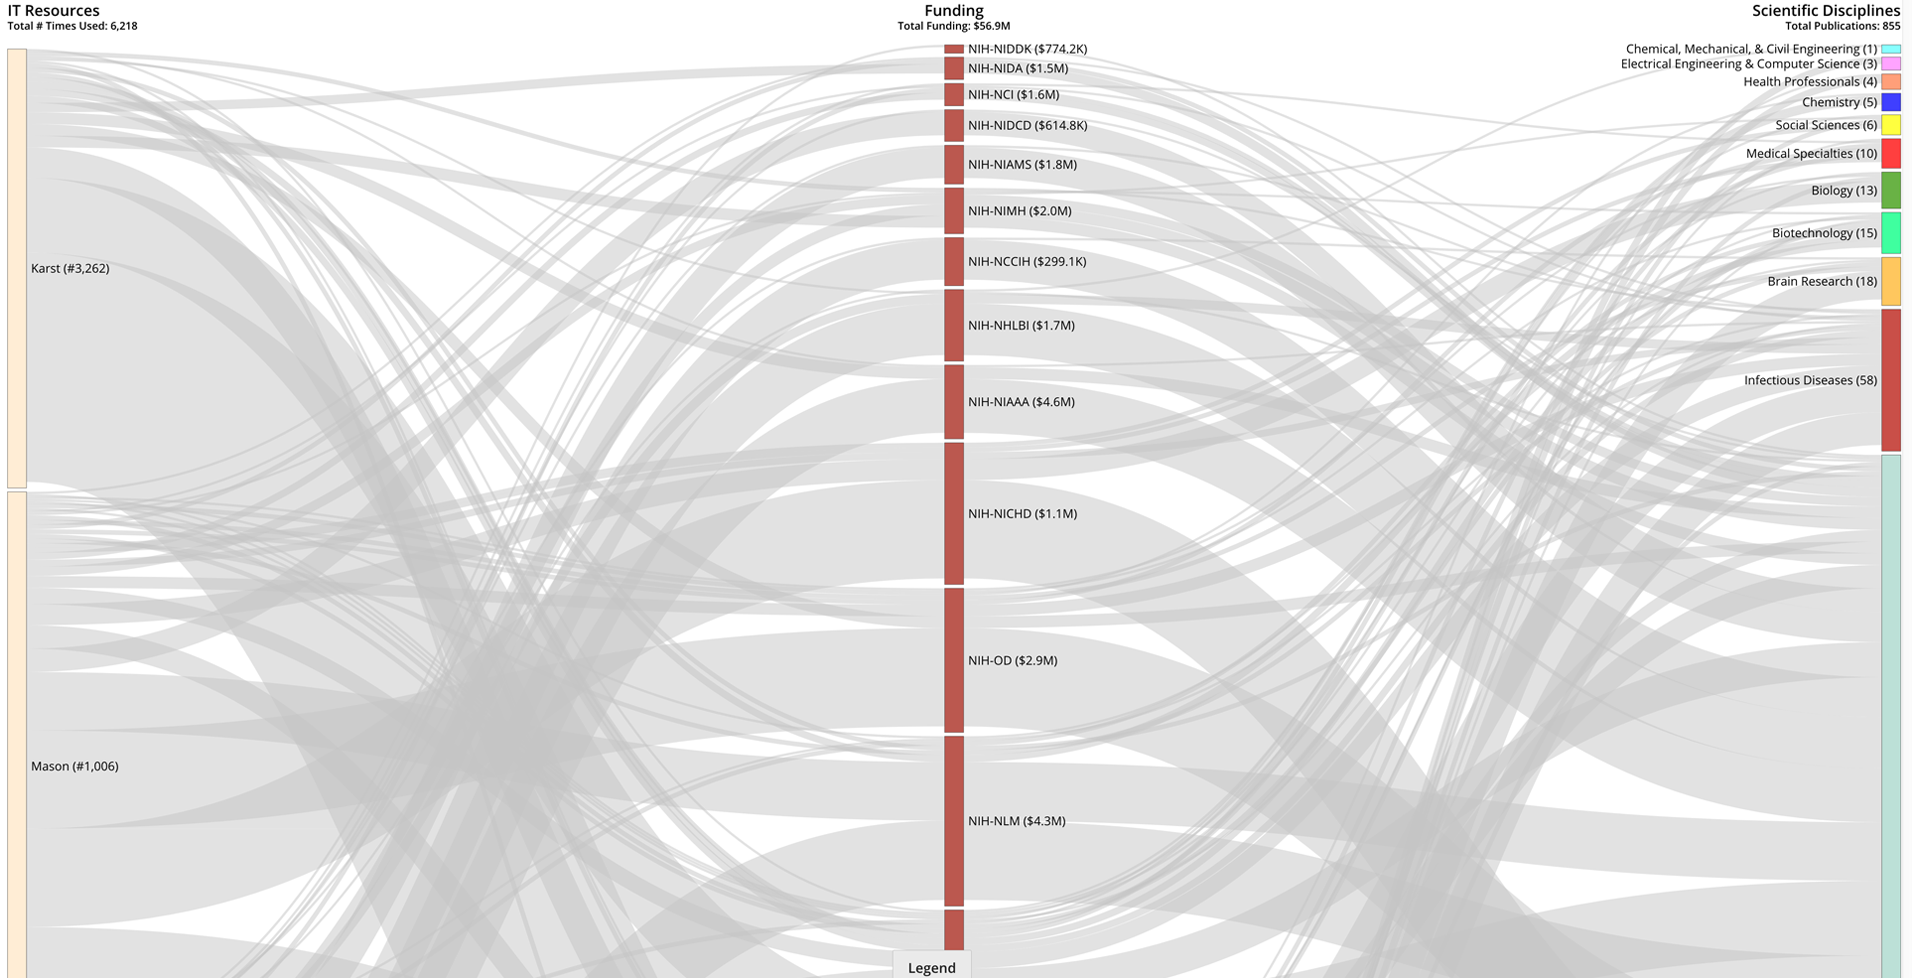 IT Resources
Total # Times Used: 6,218
Karst (#3,262)
Mason (#1,006)
Funding
Total Funding: $56.9M
NIH-NIDDK ($774.2K)
NIH-NIDA ($1.5M)
NIH-NCI ($1.6M)
NIH-NIDCD ($614.8K)
NIH-NIAMS ($1.8M)
NIH-NIMH ($2.0M)
NIH-NCCIH ($299.1K)
NIH-NHLBI ($1.7M)
NIH-NIAAA ($4.6M)
NIH-NICHD ($1.1M)
NIH-OD ($2.9M)
NIH-NLM ($4.3M)
Legend
Scientific Disciplines
Total Publications: 855
Chemical, Mechanical, & Civil Engineering (1)
Electrical Engineering & Computer Science (3)
Health Professionals (4)
Chemistry (5)
Social Sciences (6)
Medical Specialties (10)
Biology (13)
Biotechnology (15)
Brain Research (18)
Infectious Diseases (58)